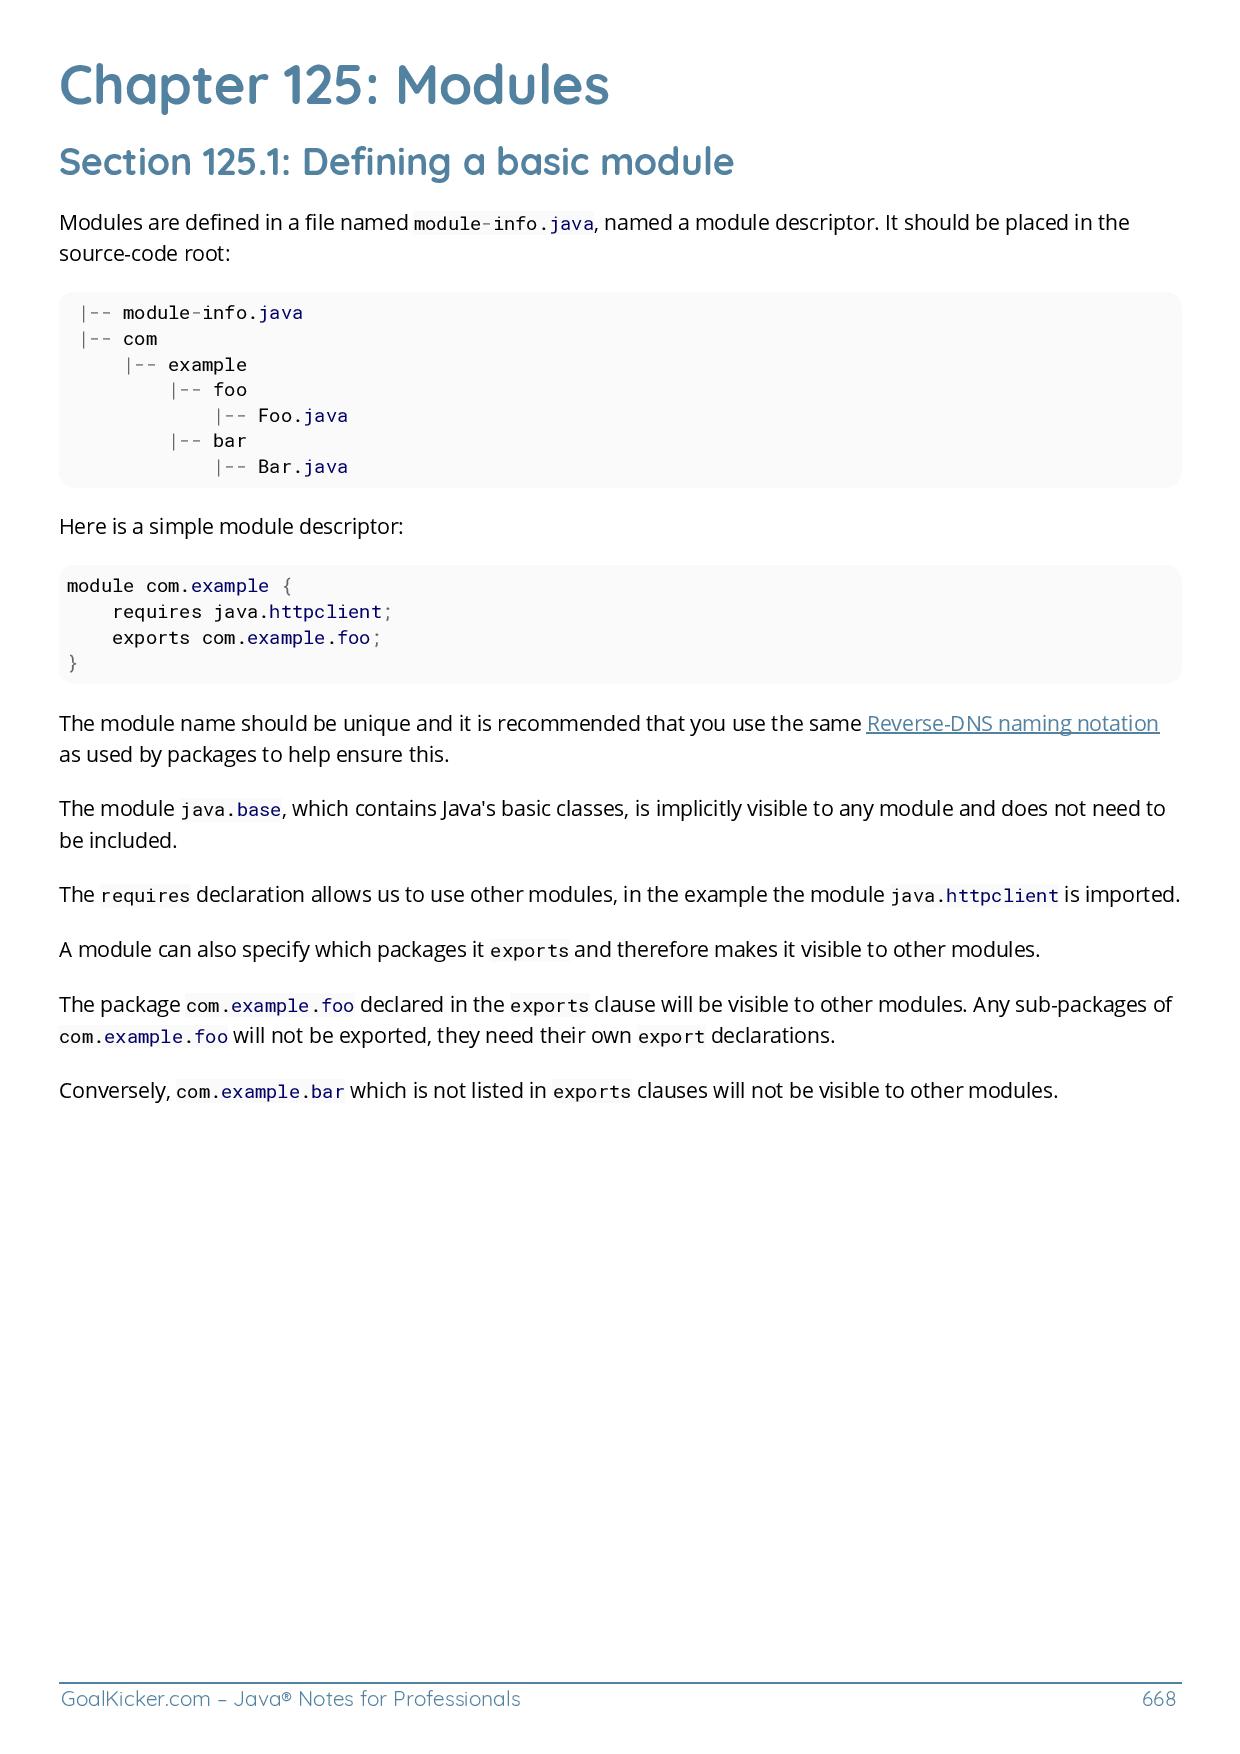 Chapter 125: Modules
Section 125.1: Defining a basic module
Modules are defined in a file named module-info.java, named a module descriptor. It should be placed in the
source-code root:
|-- module-info.java
|-- com
    |-- example
        |-- foo
            |-- Foo.java
        |-- bar
            |-- Bar.java
Here is a simple module descriptor:
module com.example {
    requires java.httpclient;
    exports com.example.foo;
}
The module name should be unique and it is recommended that you use the same Reverse-DNS naming notation
as used by packages to help ensure this.
The module java.base, which contains Java's basic classes, is implicitly visible to any module and does not need to
be included.
The requires declaration allows us to use other modules, in the example the module java.httpclient is imported.
A module can also specify which packages it exports and therefore makes it visible to other modules.
The package com.example.foo declared in the exports clause will be visible to other modules. Any sub-packages of
com.example.foo will not be exported, they need their own export declarations.
Conversely, com.example.bar which is not listed in exports clauses will not be visible to other modules.
GoalKicker.com – Java® Notes for Professionals 668